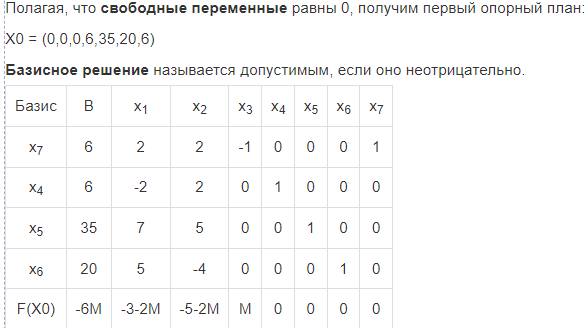 Полагая, что свободные переменные равны 0, получим первый опорный план:
X0 = (0,0,0,6,35,20,6)
Базисное решение называется допустимым, если оно неотрицательно.
Базис B x1 x2 x3 x4 x5 x6 x7
x7 6 2 2 -1 0 0 0 1
x4 6 -2 2 0 1 0 0 0
x5 35 7 5 0 0 1 0 0
x6 20 5 -4 0 0 0 1 0
F(X0) -6M -3-2M -5-2M M 0 0 0 0